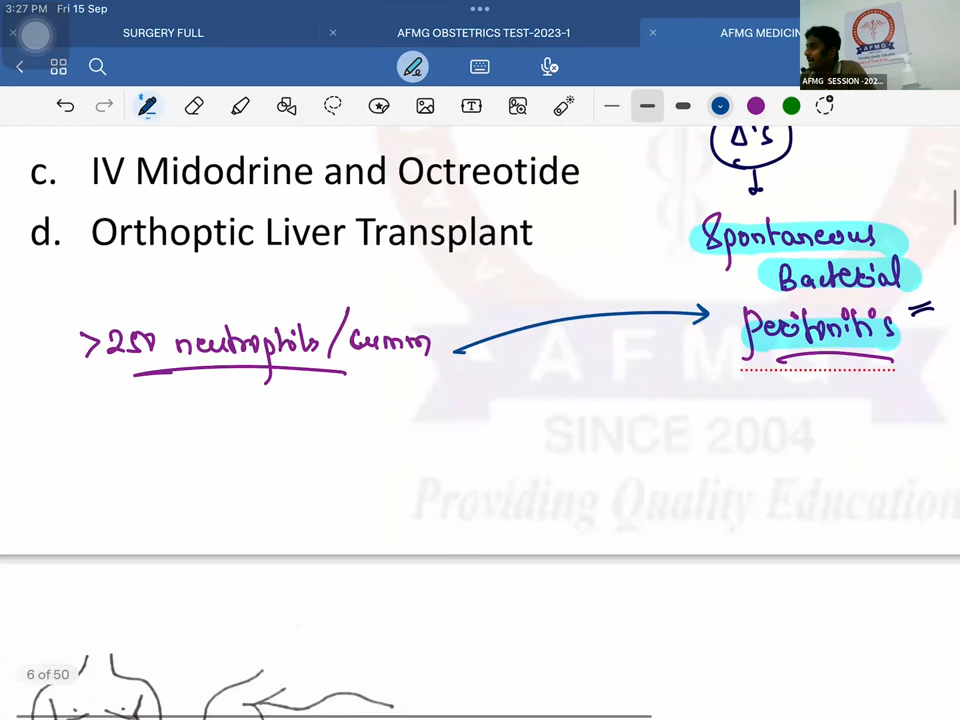 3:27 PM Fri 15 Sep
SURGERY FULL
AFMG OBSTETRICS TEST-2023-1
AFMG MEDICIN
AFMG
AFMG SESSION -202...
Δ's
c. IV Midodrine and Octreotide
d. Orthoptic Liver Transplant
Spontaneous
Bacterial
peritonitis
>250 neutrophils/cumm
AFMG
SINCE 2004
Providing Quality Education
6 of 50